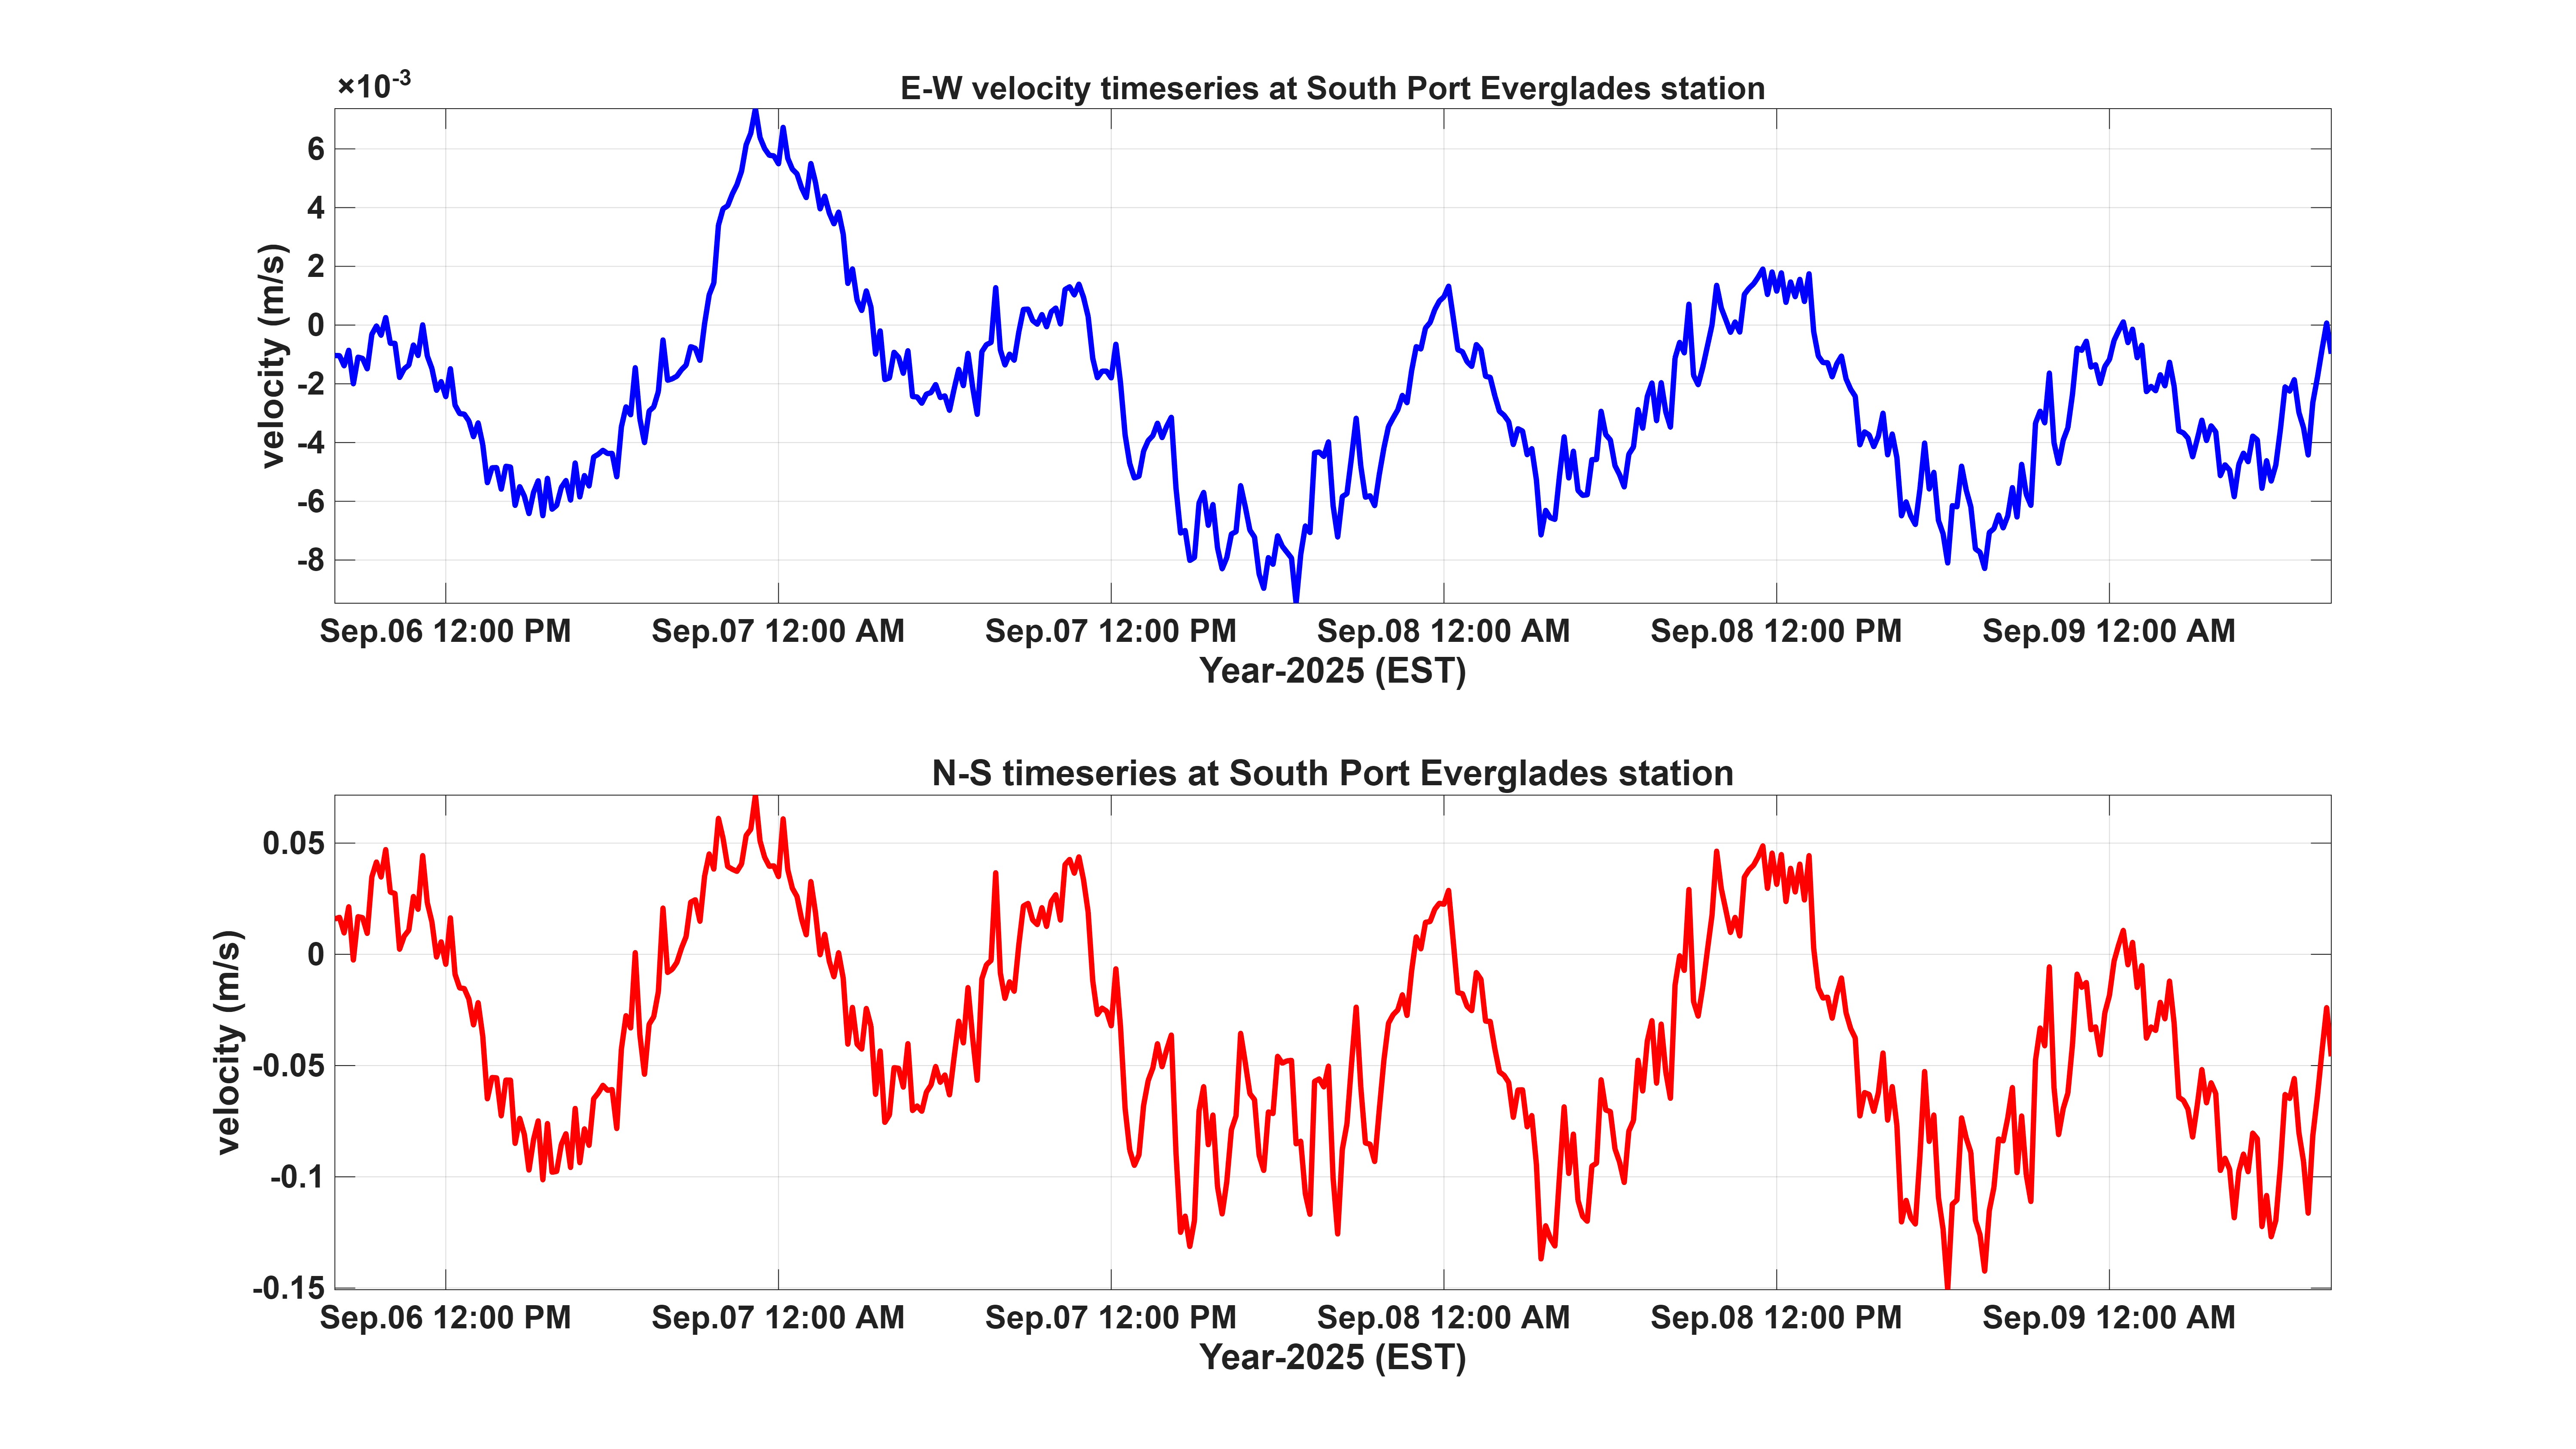 ×10-3
E-W velocity timeseries at South Port Everglades station
6
4
2
0
-2
-4
-6
-8
velocity (m/s)
Sep.06 12:00 PM Sep.07 12:00 AM Sep.07 12:00 PM Sep.08 12:00 AM Sep.08 12:00 PM Sep.09 12:00 AM
Year-2025 (EST)
N-S timeseries at South Port Everglades station
0.05
0
-0.05
-0.1
-0.15
velocity (m/s)
Sep.06 12:00 PM Sep.07 12:00 AM Sep.07 12:00 PM Sep.08 12:00 AM Sep.08 12:00 PM Sep.09 12:00 AM
Year-2025 (EST)